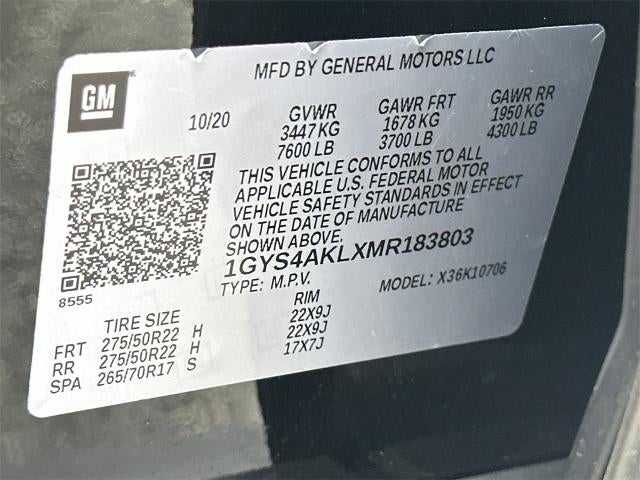 MFD BY GENERAL MOTORS LLC
GM
10/20 GVWR GAWR FRT GAWR RR
3447 KG 1678 KG 1950 KG
7600 LB 3700 LB 4300 LB
THIS VEHICLE CONFORMS TO ALL
APPLICABLE U.S. FEDERAL MOTOR
VEHICLE SAFETY STANDARDS IN EFFECT
ON THE DATE OF MANUFACTURE
SHOWN ABOVE.
1GYS4AKLXMR183803
8555
TYPE: M.P.V. MODEL: X36K10706
TIRE SIZE RIM
FRT 275/50R22 H 22X9J
RR 275/50R22 H 22X9J
SPA 265/70R17 S 17X7J